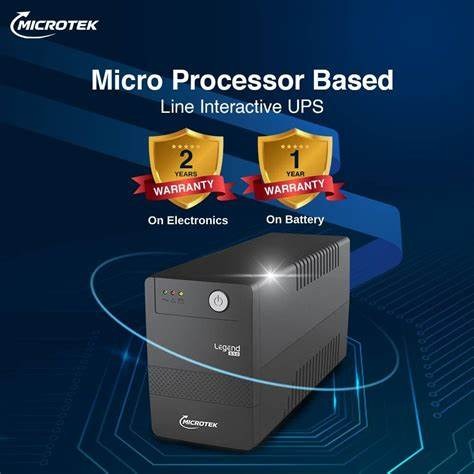 MICROTEK
Micro Processor Based
Line Interactive UPS
2
YEARS
WARRANTY
On Electronics
1
YEAR
WARRANTY
On Battery
Legend
650
MICROTEK